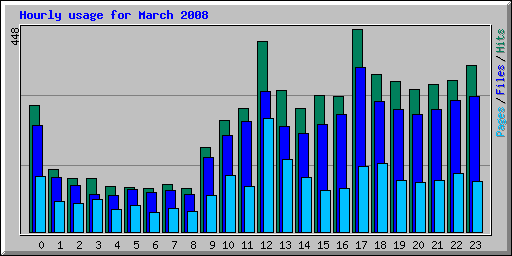 Hourly usage for March 2008
448
Pages / Files / Hits
0 1 2 3 4 5 6 7 8 9 10 11 12 13 14 15 16 17 18 19 20 21 22 23